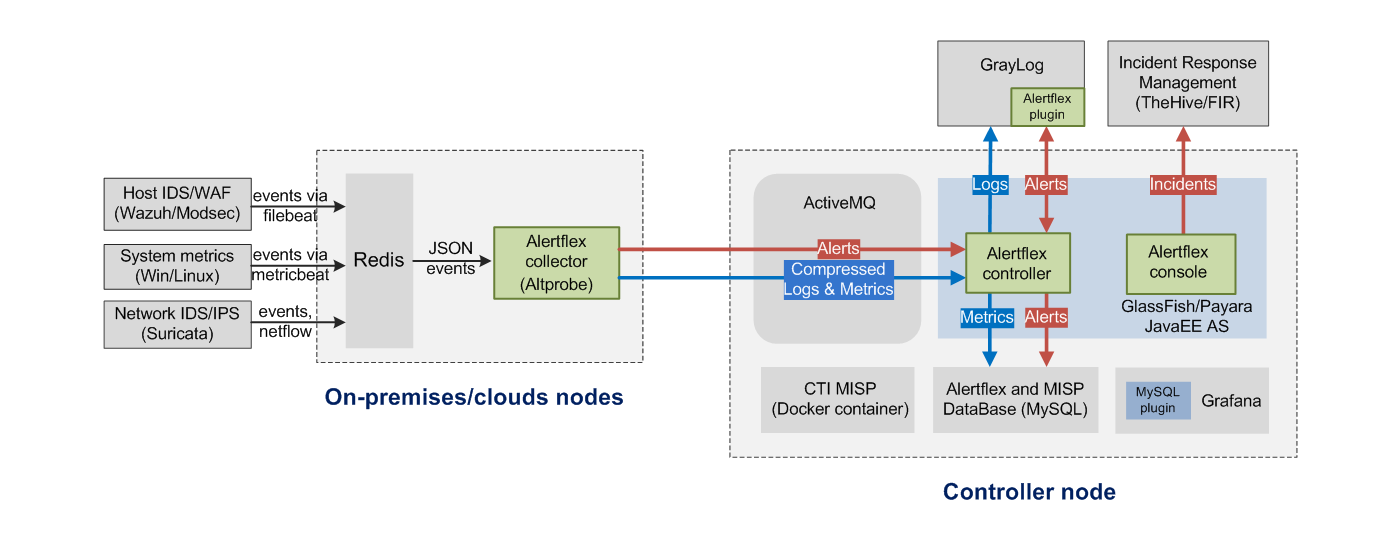 GrayLog
Alertflex
plugin
Incident Response
Management
(TheHive/FIR)
Host IDS/WAF
(Wazuh/Modsec)
events via
filebeat
System metrics
(Win/Linux)
events via
metricbeat
Network IDS/IPS
(Suricata)
events,
netflow
Redis
JSON
events
Alertflex
collector
(Altprobe)
On-premises/clouds nodes
ActiveMQ
Alerts
Compressed
Logs & Metrics
Logs
Alerts
Incidents
Alertflex
controller
Alertflex
console
GlassFish/Payara
JavaEE AS
Metrics
Alerts
CTI MISP
(Docker container)
Alertflex and MISP
DataBase (MySQL)
MySQL
plugin
Grafana
Controller node